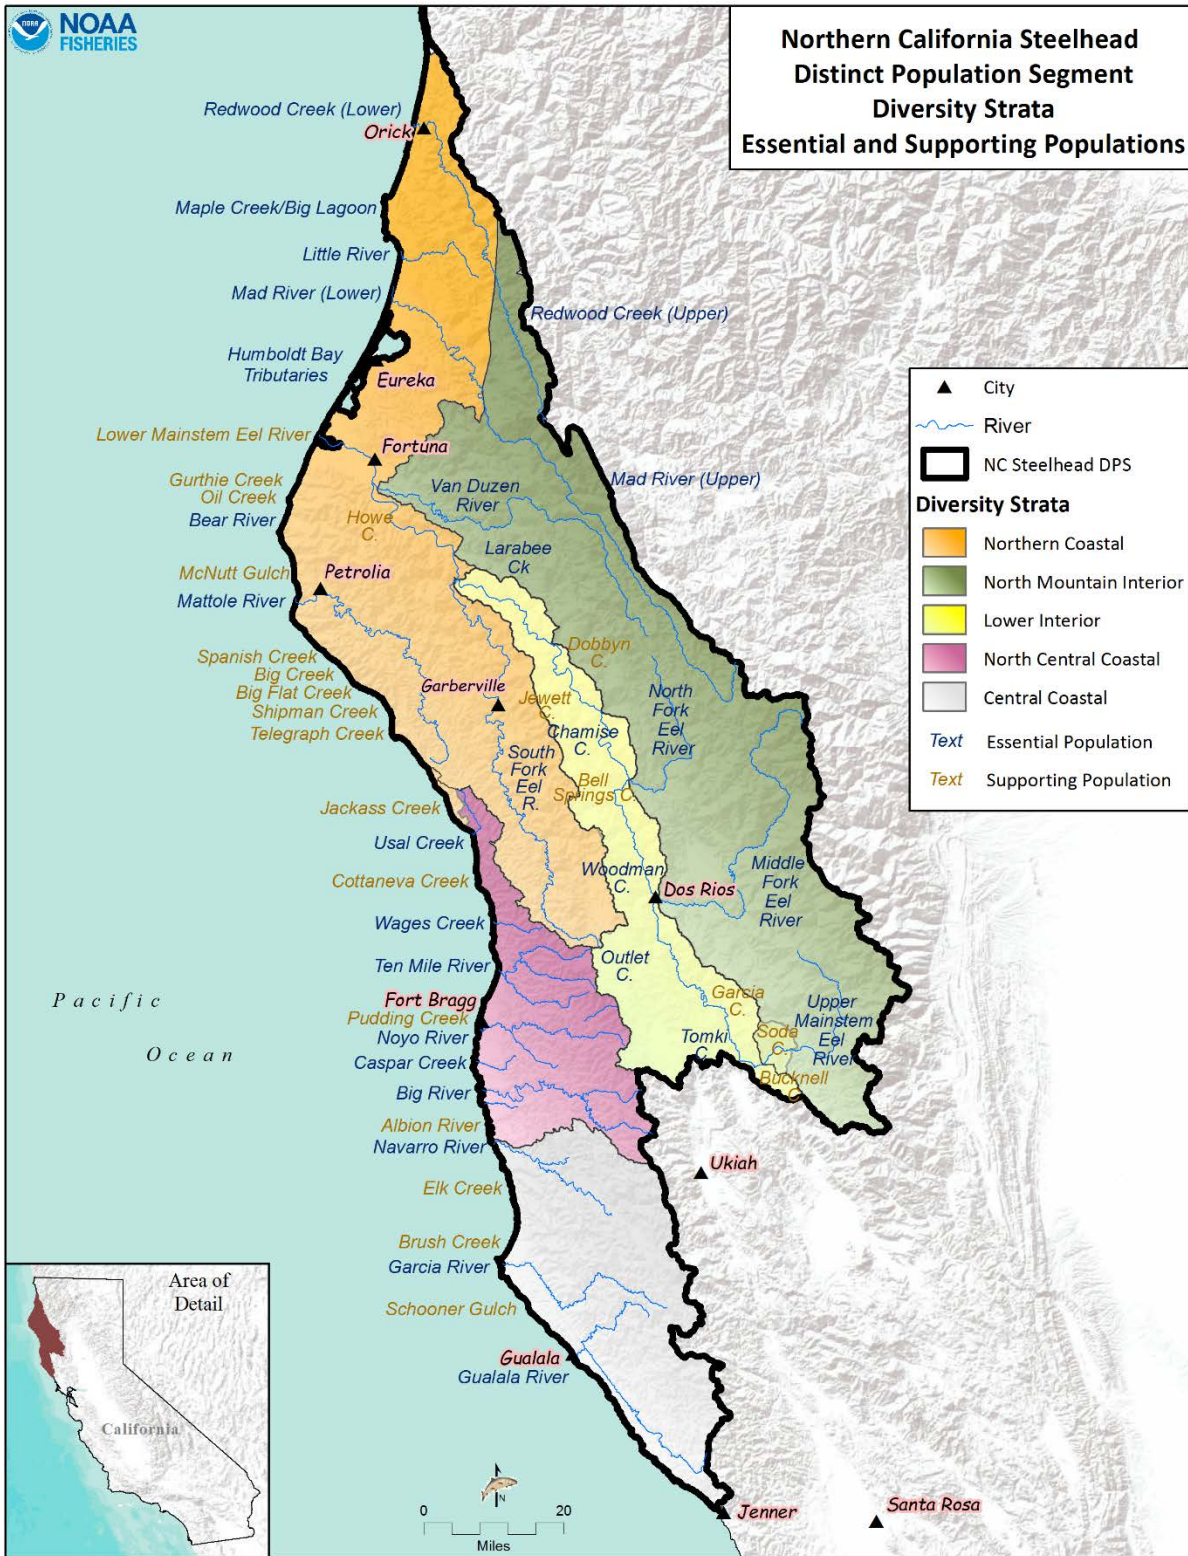 NOAA
NOAA
FISHERIES
Northern California Steelhead
Distinct Population Segment
Diversity Strata
Essential and Supporting Populations
Redwood Creek (Lower)
Orick
Maple Creek/Big Lagoon
Little River
Mad River (Lower)
Redwood Creek (Upper)
Humboldt Bay
Tributaries
Eureka
Lower Mainstem Eel River
Fortuna
Mad River (Upper)
Gurthie Creek
Oil Creek
Bear River
Van Duzen
River
Howe
C.
Larabee
Ck
McNutt Gulch
Petrolia
Mattole River
Spanish Creek
Big Creek
Big Flat Creek
Shipman Creek
Telegraph Creek
Garberville
Dobbyn
C.
Jewett
C.
Chamise
C.
North
Fork
Eel
River
South
Fork
Eel
R.
Bell
Springs C.
Jackass Creek
Usal Creek
Cottaneva Creek
Woodman
C.
Dos Rios
Middle
Fork
Eel
River
Wages Creek
Ten Mile River
Outlet
C.
Fort Bragg
Pudding Creek
Noyo River
Caspar Creek
Big River
Garcia
C.
Tomki
C.
Soda
C.
Upper
Mainstem
Eel
River
Bucknell
C.
Albion River
Navarro River
Ukiah
Elk Creek
Brush Creek
Garcia River
Schooner Gulch
Gualala
Gualala River
Jenner
Santa Rosa
Pacific
Ocean
City
River
NC Steelhead DPS
Diversity Strata
Northern Coastal
North Mountain Interior
Lower Interior
North Central Coastal
Central Coastal
Text Essential Population
Text Supporting Population
Area of
Detail
California
N
0 20
Miles